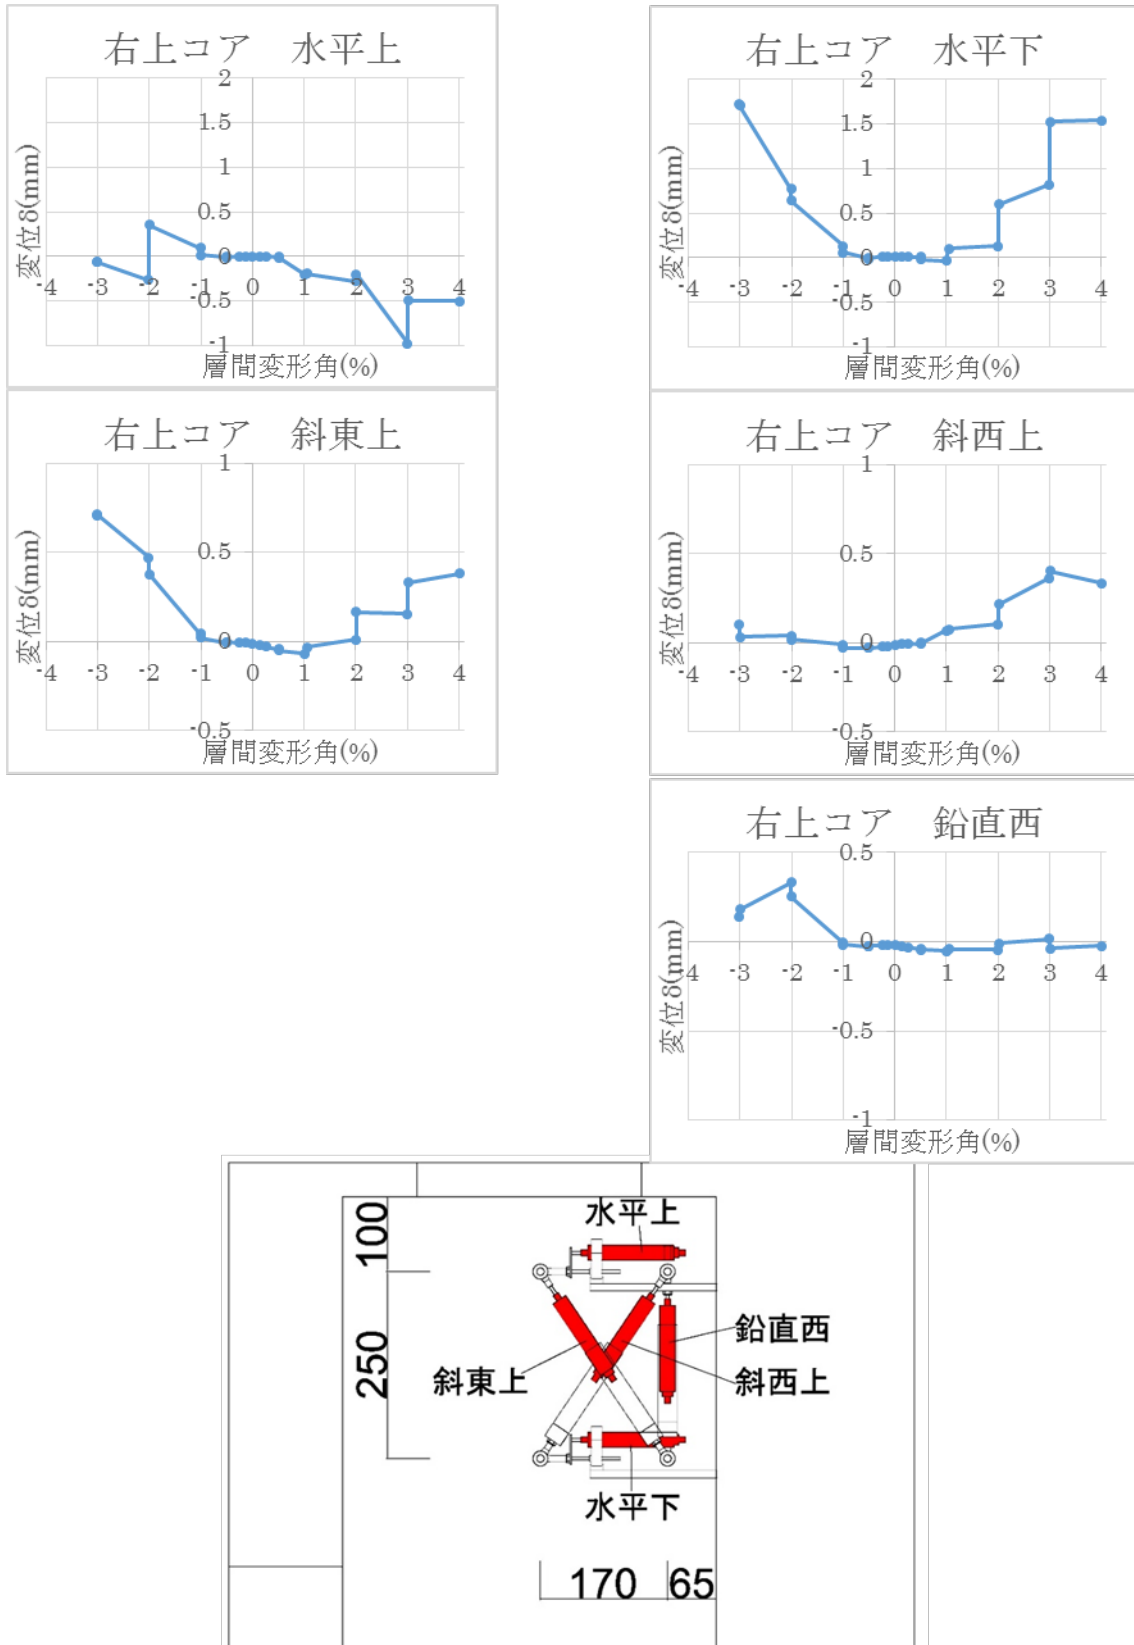 右上コア　水平上
2
1.5
1
0.5
0
-0.5
-1
-4 -3 -2 -1 0 1 2 3 4
変位δ(mm)
層間変形角(%)
右上コア　水平下
2
1.5
1
0.5
0
-0.5
-1
-4 -3 -2 -1 0 1 2 3 4
変位δ(mm)
層間変形角(%)
右上コア　斜東上
1
0.5
0
-0.5
-4 -3 -2 -1 0 1 2 3 4
変位δ(mm)
層間変形角(%)
右上コア　斜西上
1
0.5
0
-0.5
-4 -3 -2 -1 0 1 2 3 4
変位δ(mm)
層間変形角(%)
右上コア　鉛直西
0.5
0
-0.5
-1
-4 -3 -2 -1 0 1 2 3 4
変位δ(mm)
層間変形角(%)
100
水平上
250
鉛直西
斜東上
斜西上
水平下
170
65